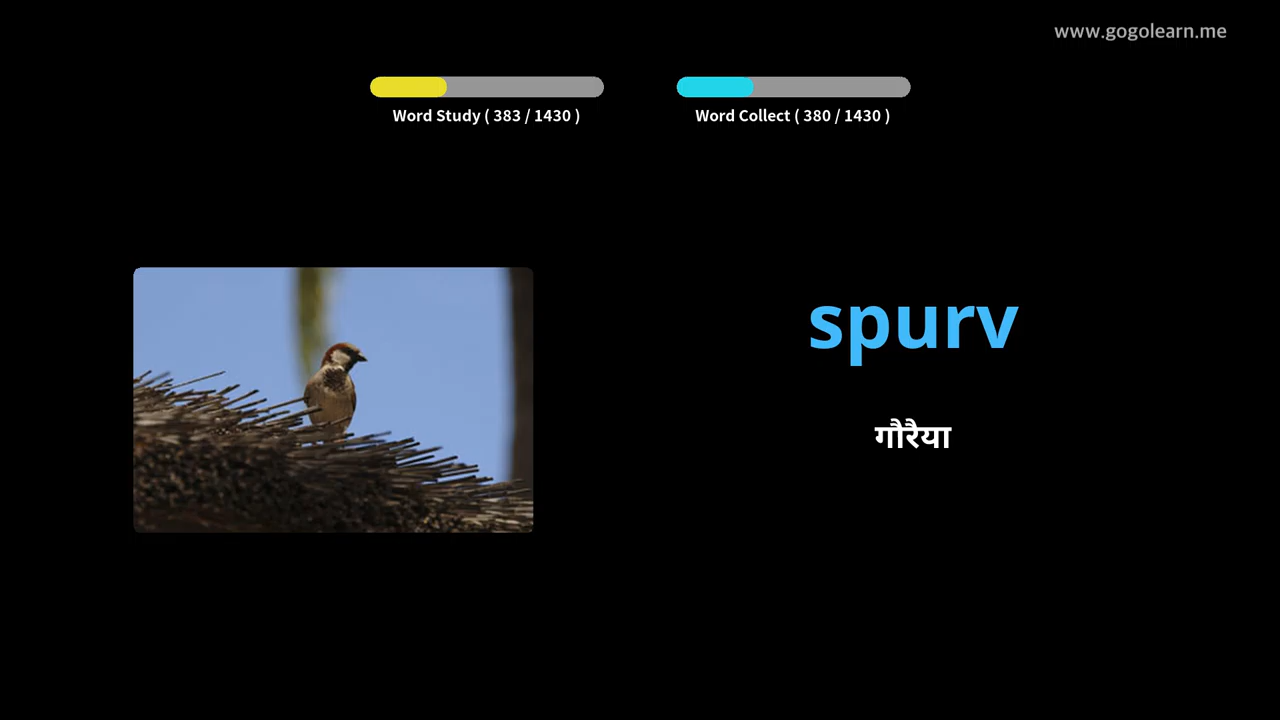 www.gogolearn.me
Word Study ( 383 / 1430 )
Word Collect ( 380 / 1430 )
spurv
गौरैया